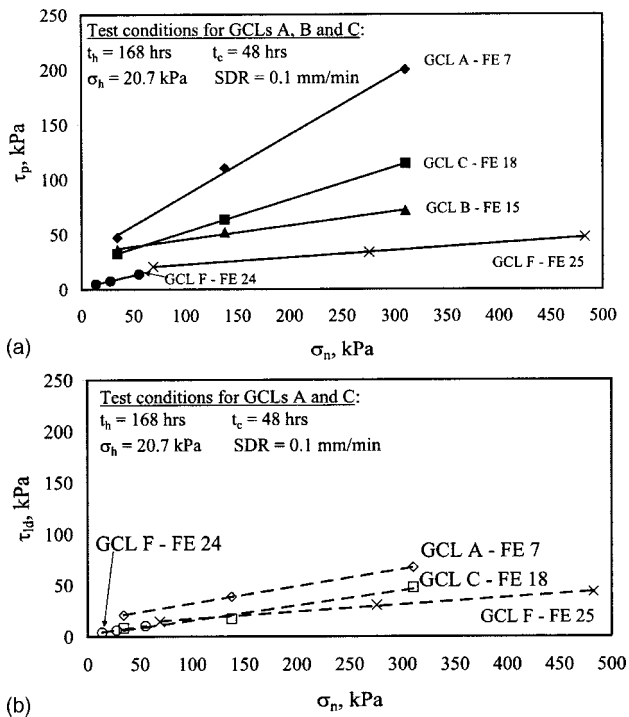 Test conditions for GCLs A, B and C:
t_h = 168 hrs t_c = 48 hrs
σ_h = 20.7 kPa SDR = 0.1 mm/min
250
200
150
100
50
0
τ_p, kPa
GCL A - FE 7
GCL C - FE 18
GCL B - FE 15
GCL F - FE 24
GCL F - FE 25
0 50 100 150 200 250 300 350 400 450 500
(a)
σ_n, kPa
Test conditions for GCLs A and C:
t_h = 168 hrs t_c = 48 hrs
σ_h = 20.7 kPa SDR = 0.1 mm/min
250
200
150
100
50
0
τ_ld, kPa
GCL F - FE 24
GCL A - FE 7
GCL C - FE 18
GCL F - FE 25
0 50 100 150 200 250 300 350 400 450 500
(b)
σ_n, kPa